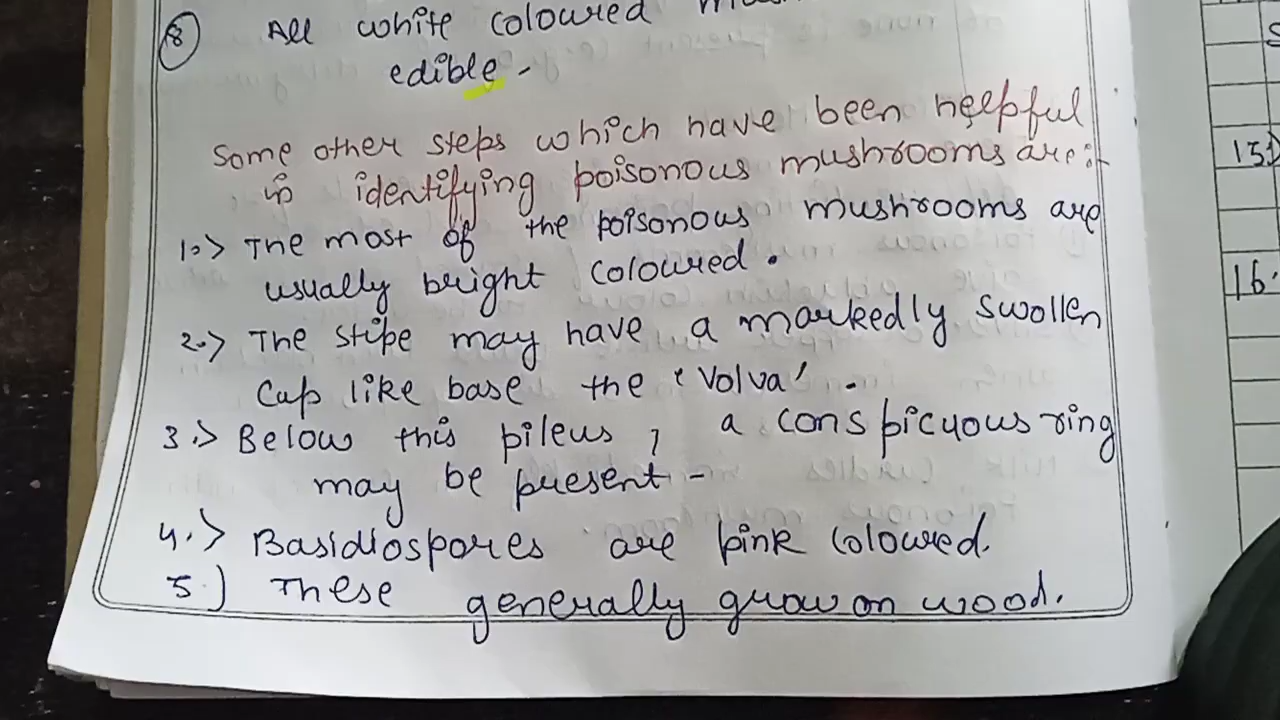 8 All white coloured
edible -
Some other steps which have been helpful
in identifying poisonous mushrooms are:-
1.> The most of the poisonous mushrooms are
usually bright coloured.
2.> The stipe may have a markedly swollen
Cup like base the 'Volva'.
3.> Below this pileus, a conspicuous ring
may be present -
4.> Basidiospores are pink coloured.
5.) These generally grow on wood.
15)
16.